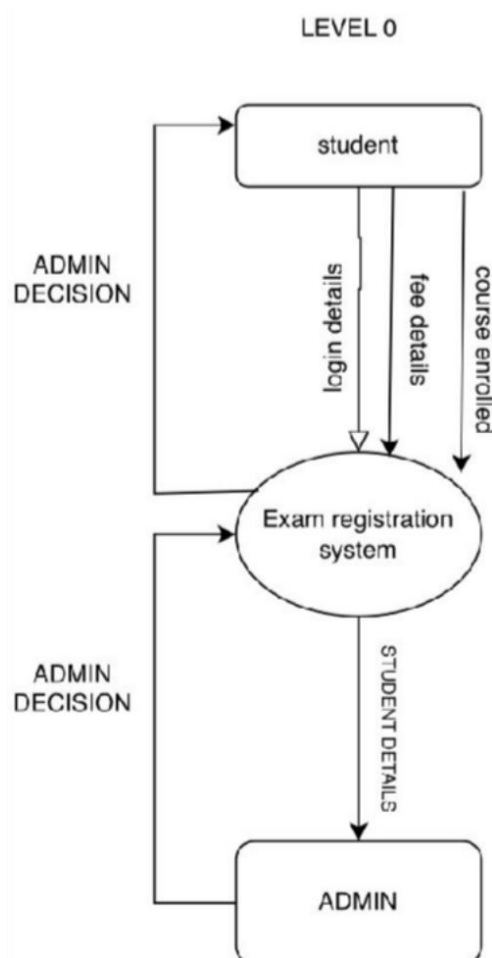 LEVEL 0
student
ADMIN
DECISION
login details
fee details
course enrolled
Exam registration
system
ADMIN
DECISION
STUDENT DETAILS
ADMIN